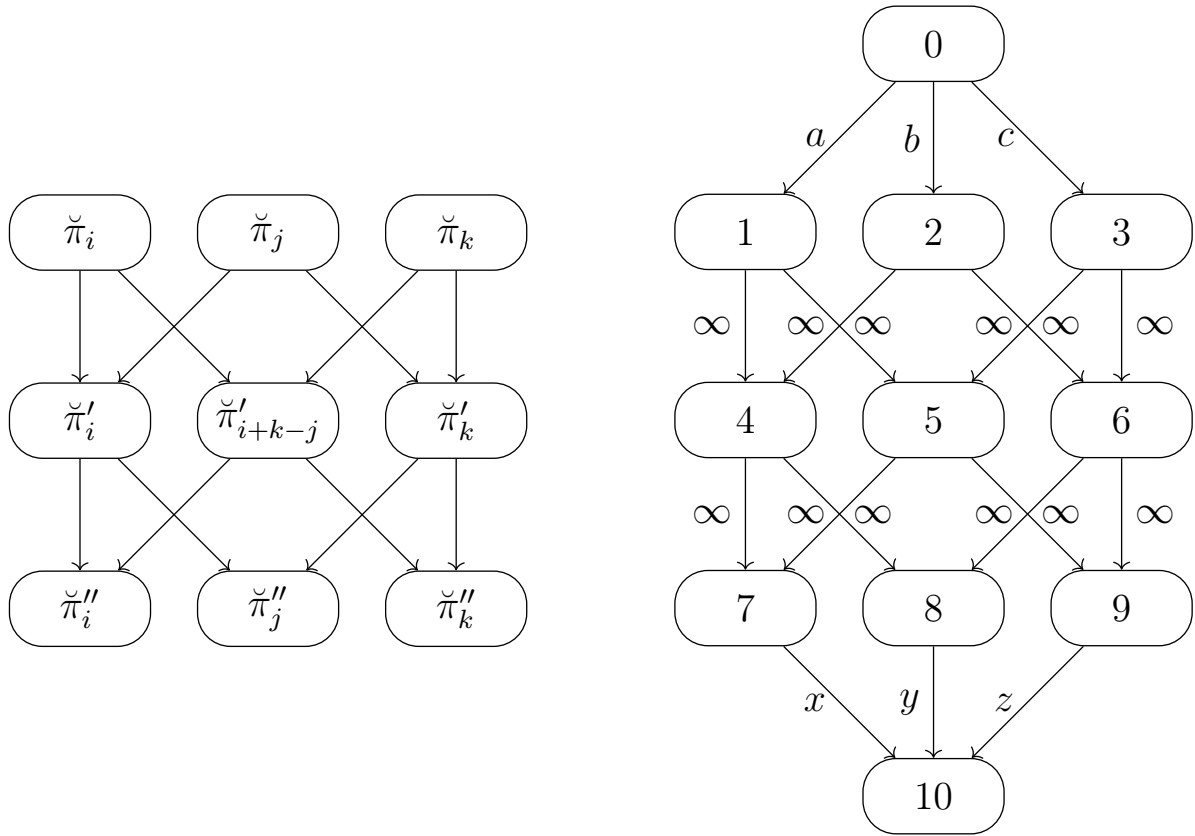 0
a b c
π̆_i π̆_j π̆_k 1 2 3
∞ ∞ ∞ ∞ ∞ ∞
π̆′_i π̆′_{i+k−j} π̆′_k 4 5 6
∞ ∞ ∞ ∞ ∞ ∞
π̆″_i π̆″_j π̆″_k 7 8 9
x y z
10